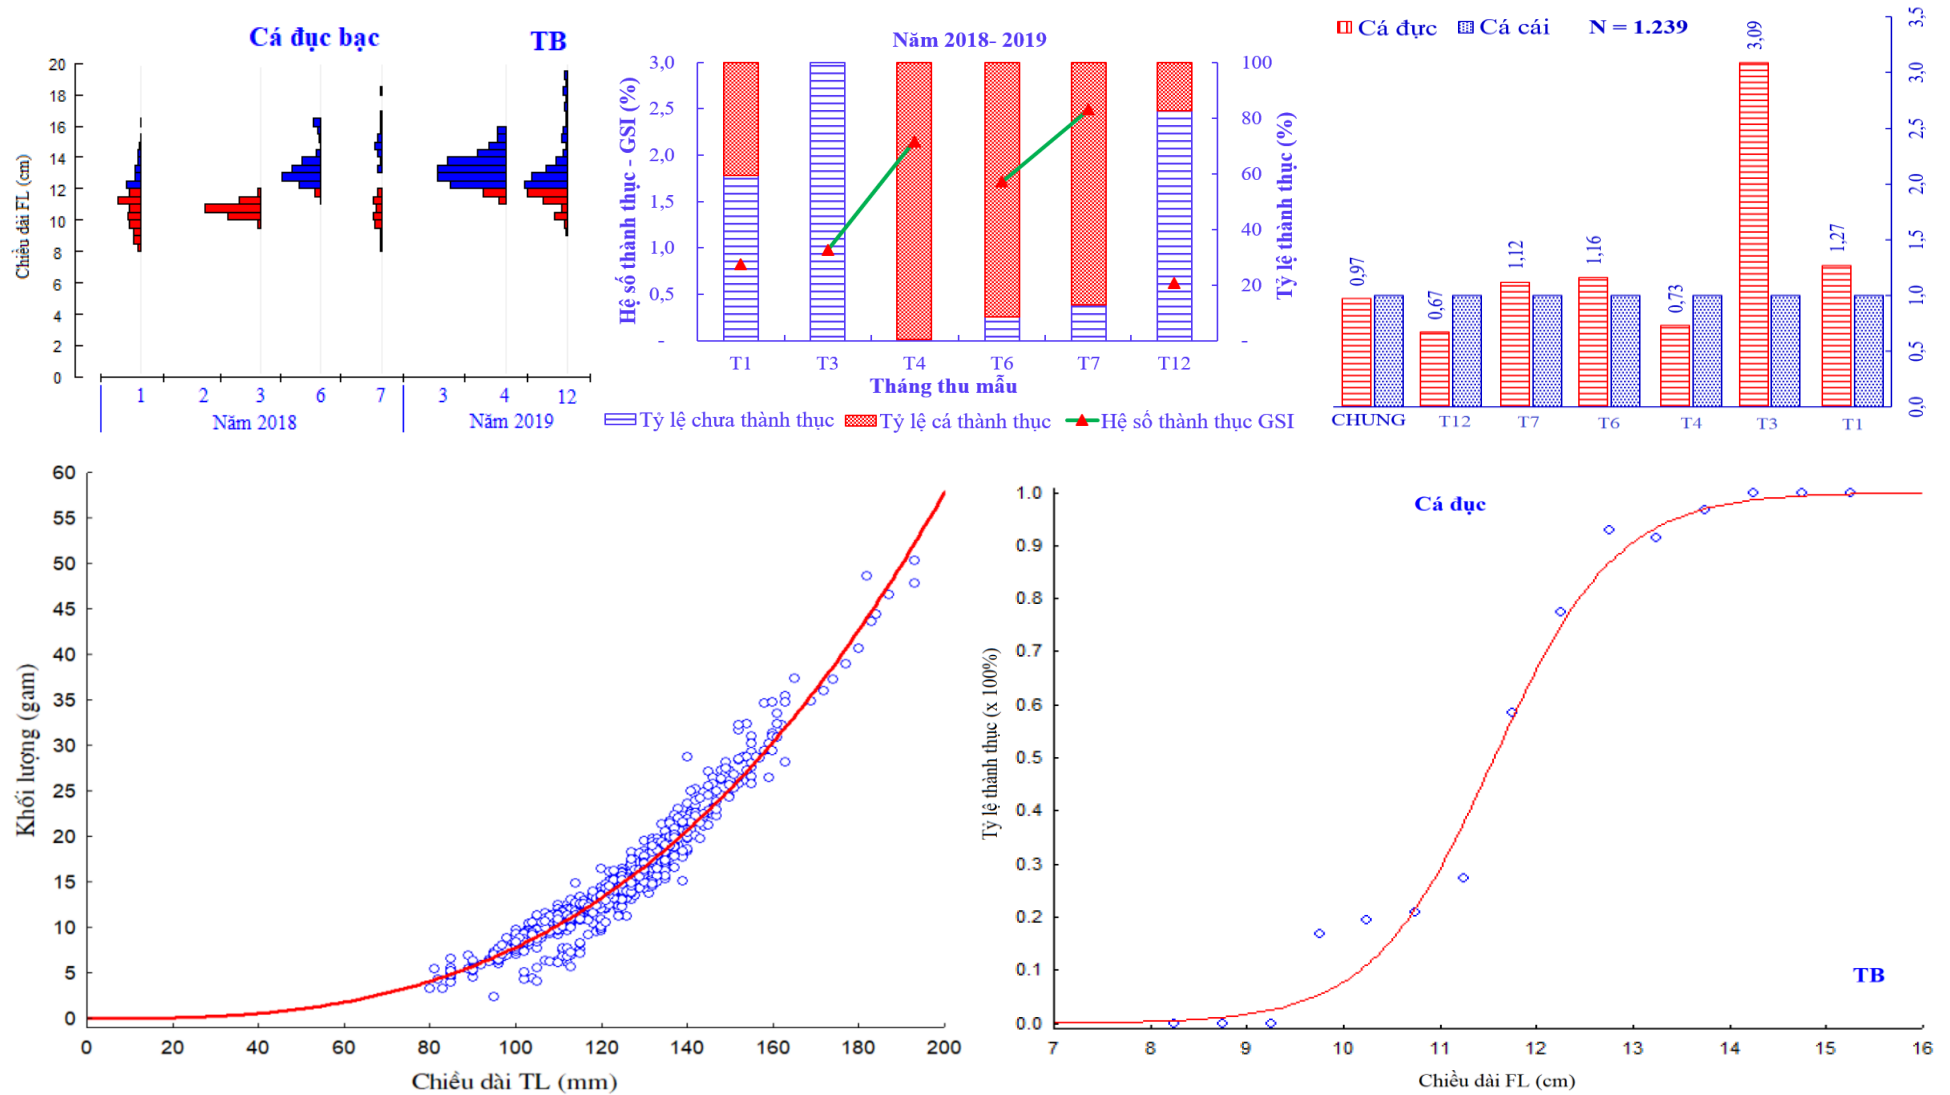 Cá đục bạc
TB
20
18
16
14
12
10
8
6
4
2
0
Chiều dài FL (cm)
1 2 3 6 7 3 4 12
Năm 2018 Năm 2019
Năm 2018- 2019
3,0
2,5
2,0
1,5
1,0
0,5
-
Hệ số thành thục - GSI (%)
100
80
60
40
20
-
Tỷ lệ thành thục (%)
T1 T3 T4 T6 T7 T12
Tháng thu mẫu
Tỷ lệ chưa thành thục Tỷ lệ cá thành thục Hệ số thành thục GSI
Cá đực Cá cái N = 1.239
0,97 0,67 1,12 1,16 0,73 3,09 1,27
3,5
3,0
2,5
2,0
1,5
1,0
0,5
0,0
CHUNG T12 T7 T6 T4 T3 T1
60
55
50
45
40
35
30
25
20
15
10
5
0
Khối lượng (gam)
0 20 40 60 80 100 120 140 160 180 200
Chiều dài TL (mm)
Cá đục
1.0
0.9
0.8
0.7
0.6
0.5
0.4
0.3
0.2
0.1
0.0
Tỷ lệ thành thục (x 100%)
TB
7 8 9 10 11 12 13 14 15 16
Chiều dài FL (cm)